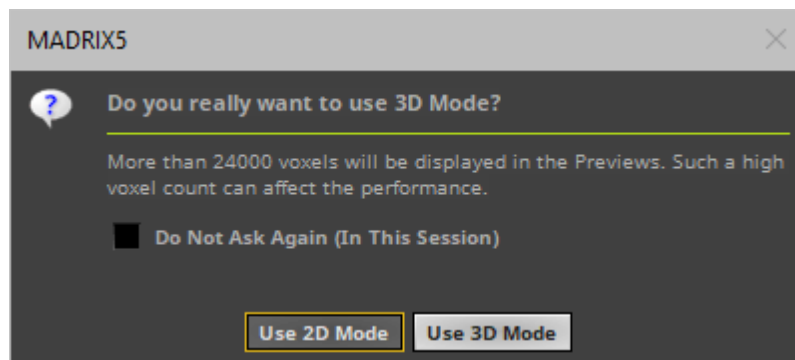 MADRIX5
Do you really want to use 3D Mode?
More than 24000 voxels will be displayed in the Previews. Such a high
voxel count can affect the performance.
Do Not Ask Again (In This Session)
Use 2D Mode Use 3D Mode